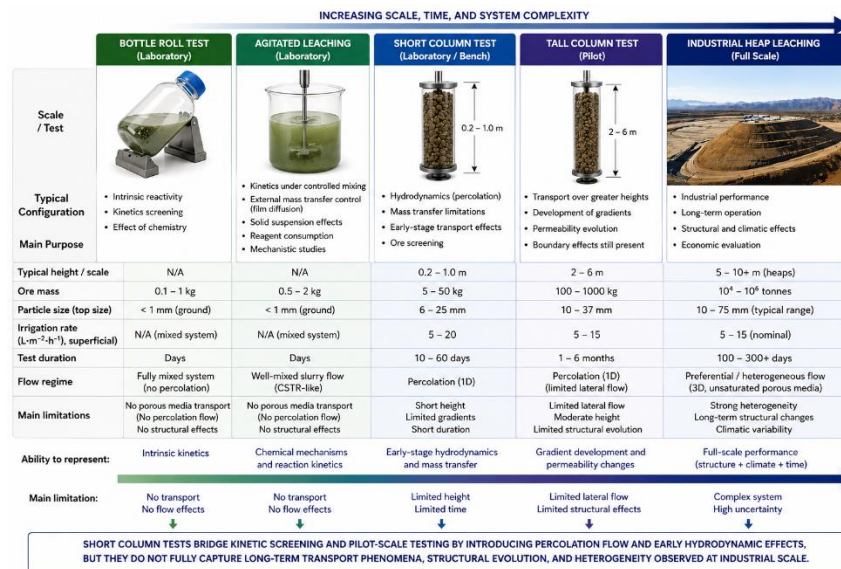 INCREASING SCALE, TIME, AND SYSTEM COMPLEXITY
BOTTLE ROLL TEST
(Laboratory)
AGITATED LEACHING
(Laboratory)
SHORT COLUMN TEST
(Laboratory / Bench)
TALL COLUMN TEST
(Pilot)
INDUSTRIAL HEAP LEACHING
(Full Scale)
Scale
/ Test
0.2 – 1.0 m
2 – 6 m
Typical
Configuration
Main Purpose
• Intrinsic reactivity
• Kinetics screening
• Effect of chemistry
• Kinetics under controlled mixing
• External mass transfer control
(film diffusion)
• Solid suspension effects
• Reagent consumption
• Mechanistic studies
• Hydrodynamics (percolation)
• Mass transfer limitations
• Early-stage transport effects
• Ore screening
• Transport over greater heights
• Development of gradients
• Permeability evolution
• Boundary effects still present
• Industrial performance
• Long-term operation
• Structural and climatic effects
• Economic evaluation
Typical height / scale
N/A
N/A
0.2 – 1.0 m
2 – 6 m
5 – 10+ m (heaps)
Ore mass
0.1 – 1 kg
0.5 – 2 kg
5 – 50 kg
100 – 1000 kg
10⁴ – 10⁶ tonnes
Particle size (top size)
< 1 mm (ground)
< 1 mm (ground)
6 – 25 mm
10 – 37 mm
10 – 75 mm (typical range)
Irrigation rate
(L·m⁻²·h⁻¹), superficial)
N/A (mixed system)
N/A (mixed system)
5 – 20
5 – 15
5 – 15 (nominal)
Test duration
Days
Days
10 – 60 days
1 – 6 months
100 – 300+ days
Flow regime
Fully mixed system
(no percolation)
Well-mixed slurry flow
(CSTR-like)
Percolation (1D)
Percolation (1D)
(limited lateral flow)
Preferential / heterogeneous flow
(3D, unsaturated porous media)
Main limitations
No porous media transport
(No percolation flow)
No structural effects
No porous media transport
(No percolation flow)
No structural effects
Short height
Limited gradients
Short duration
Limited lateral flow
Moderate height
Limited structural evolution
Strong heterogeneity
Long-term structural changes
Climatic variability
Ability to represent:
Intrinsic kinetics
Chemical mechanisms
and reaction kinetics
Early-stage hydrodynamics
and mass transfer
Gradient development and
permeability changes
Full-scale performance
(structure + climate + time)
Main limitation:
No transport
No flow effects
No transport
No flow effects
Limited height
Limited time
Limited lateral flow
Limited structural effects
Complex system
High uncertainty
SHORT COLUMN TESTS BRIDGE KINETIC SCREENING AND PILOT-SCALE TESTING BY INTRODUCING PERCOLATION FLOW AND EARLY HYDRODYNAMIC EFFECTS,
BUT THEY DO NOT FULLY CAPTURE LONG-TERM TRANSPORT PHENOMENA, STRUCTURAL EVOLUTION, AND HETEROGENEITY OBSERVED AT INDUSTRIAL SCALE.